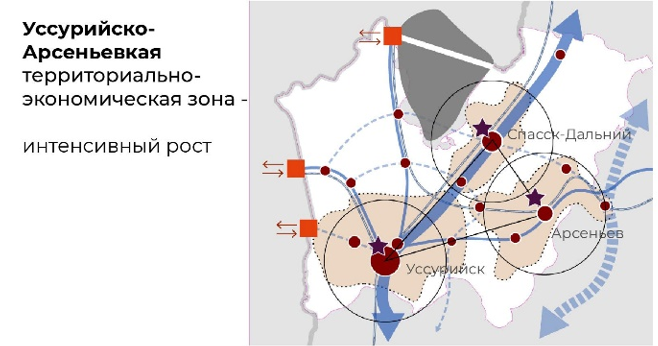 Уссурийско-
Арсеньевкая
территориально-
экономическая зона -
интенсивный рост
Спасск-Дальний
Арсеньев
Уссурийск